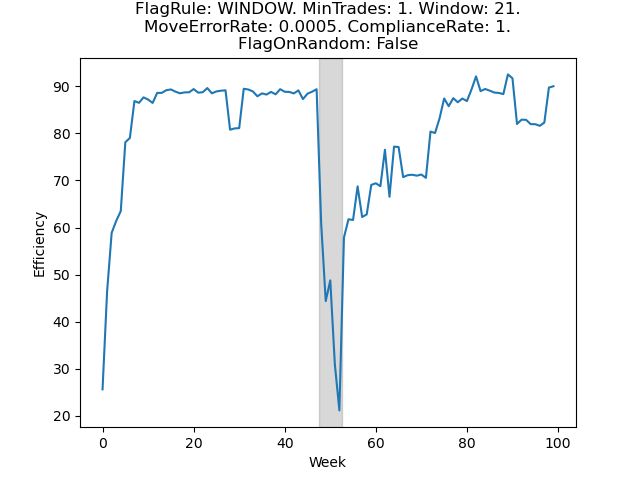 FlagRule: WINDOW. MinTrades: 1. Window: 21.
MoveErrorRate: 0.0005. ComplianceRate: 1.
FlagOnRandom: False
90
80
70
60
50
40
30
20
Efficiency
0 20 40 60 80 100
Week